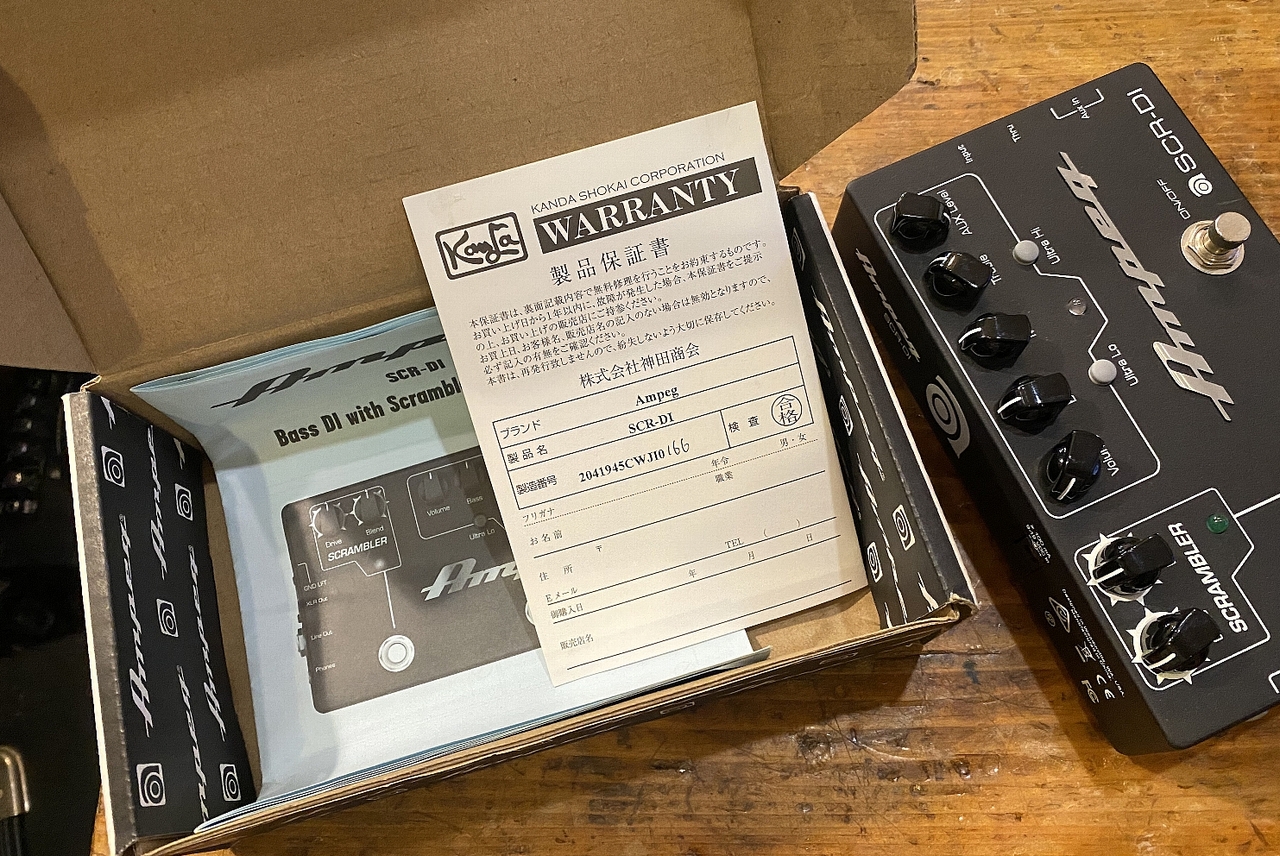 KANDA SHOKAI CORPORATION
WARRANTY
製品保証書
本保証書は、裏面記載内容で無料修理を行うことをお約束するものです。
お買い上げ日から1年以内に、故障が発生した場合、本保証書をご提示
の上、お買い上げの販売店にご持参ください。
お買上日、お客様名、販売店名の記入のない場合は無効となりますので、
必ず記入の有無をご確認ください。
本書は、再発行致しませんので、紛失しないよう大切に保存してください。
株式会社神田商会
ブランド Ampeg
製品名 SCR-DI
製造番号 2041945CWJI0166 検査 合格
フリガナ 年令 男・女
お名前 職業
住所 〒
TEL (
Eメール
御購入日 年 月 日
販売店名
Ampeg
SCR-DI
Bass DI with
Volume Bass
Ultra Lo
Drive Blend
SCRAMBLER
Ampeg
GND LIFT
XLR Out
Line Out
Phones
SCR-DI
ON/OFF
Ampeg
Aux In
Thru
Input
AUX Level
Ultra Hi
Ultra Lo
SCRAMBLER
Ampeg
Ampeg
Ampeg
Ampeg